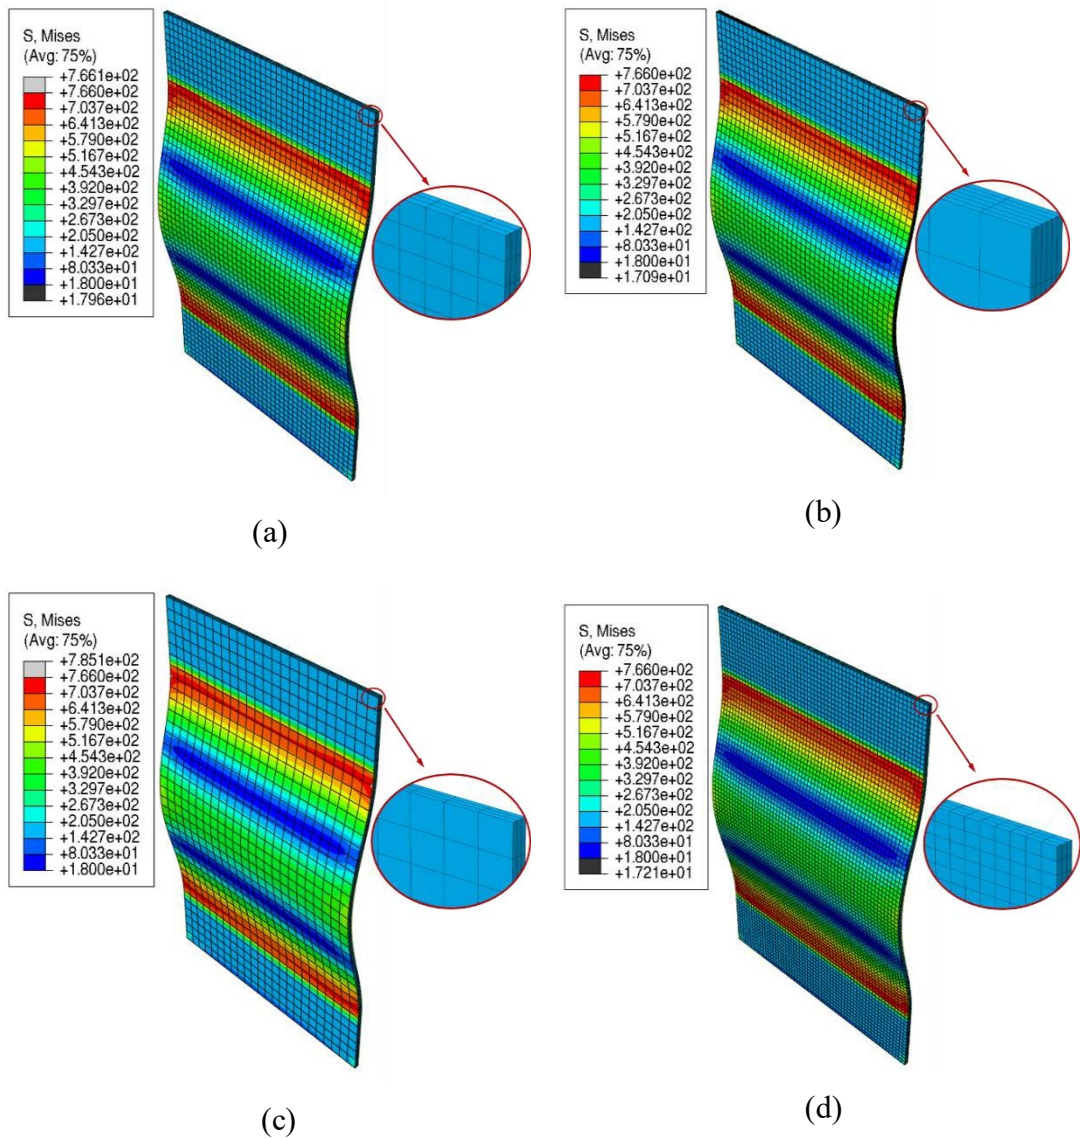 S, Mises
(Avg: 75%)
+7.661e+02
+7.660e+02
+7.037e+02
+6.413e+02
+5.790e+02
+5.167e+02
+4.543e+02
+3.920e+02
+3.297e+02
+2.673e+02
+2.050e+02
+1.427e+02
+8.033e+01
+1.800e+01
+1.796e+01
(a)
S, Mises
(Avg: 75%)
+7.660e+02
+7.037e+02
+6.413e+02
+5.790e+02
+5.167e+02
+4.543e+02
+3.920e+02
+3.297e+02
+2.673e+02
+2.050e+02
+1.427e+02
+8.033e+01
+1.800e+01
+1.709e+01
(b)
S, Mises
(Avg: 75%)
+7.851e+02
+7.660e+02
+7.037e+02
+6.413e+02
+5.790e+02
+5.167e+02
+4.543e+02
+3.920e+02
+3.297e+02
+2.673e+02
+2.050e+02
+1.427e+02
+8.033e+01
+1.800e+01
(c)
S, Mises
(Avg: 75%)
+7.660e+02
+7.037e+02
+6.413e+02
+5.790e+02
+5.167e+02
+4.543e+02
+3.920e+02
+3.297e+02
+2.673e+02
+2.050e+02
+1.427e+02
+8.033e+01
+1.800e+01
+1.721e+01
(d)